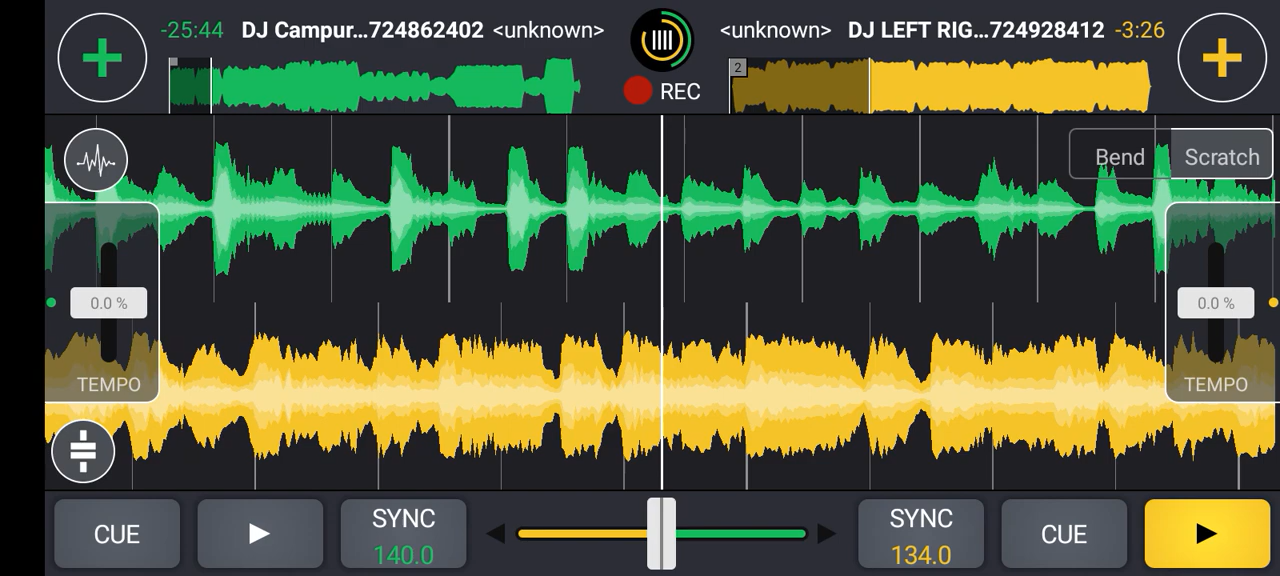 -25:44 DJ Campur...724862402 <unknown>
<unknown> DJ LEFT RIG...724928412 -3:26
2
REC
Bend Scratch
0.0 %
TEMPO
0.0 %
TEMPO
CUE
SYNC
140.0
SYNC
134.0
CUE